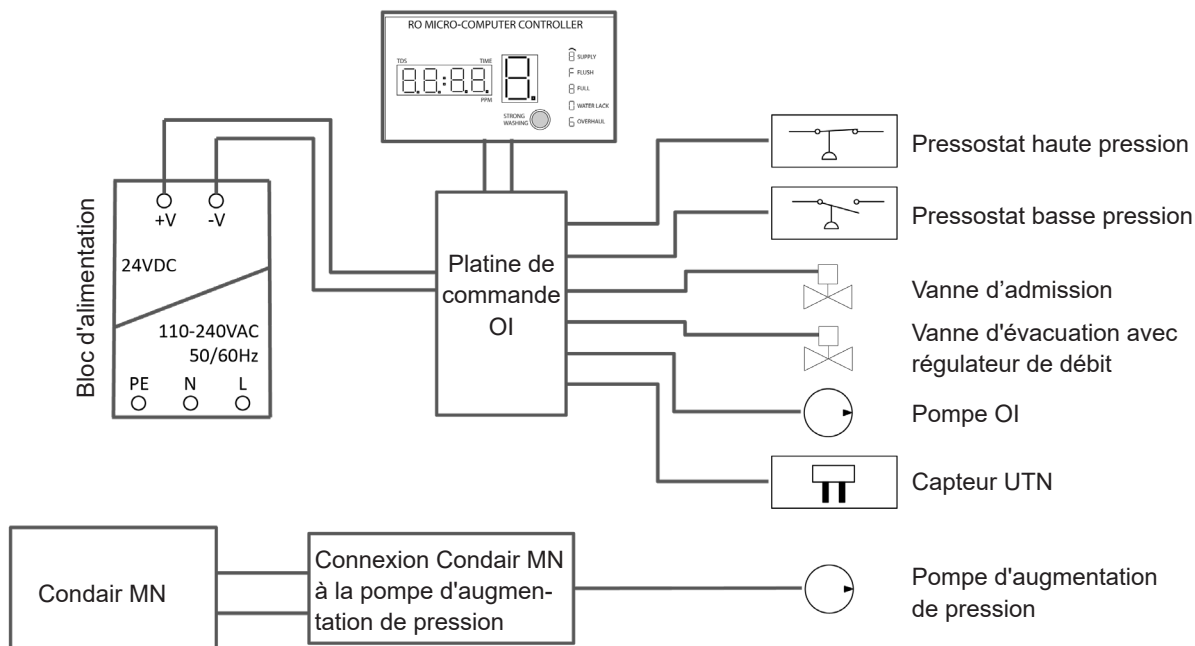 RO MICRO-COMPUTER CONTROLLER
TDS
TIME
PPM
SUPPLY
FLUSH
FULL
WATER LACK
OVERHAUL
STRONG
WASHING
Bloc d'alimentation
+V
-V
24VDC
110-240VAC
50/60Hz
PE
N
L
Platine de
commande
OI
Pressostat haute pression
Pressostat basse pression
Vanne d’admission
Vanne d'évacuation avec
régulateur de débit
Pompe OI
Capteur UTN
Condair MN
Connexion Condair MN
à la pompe d'augmen-
tation de pression
Pompe d'augmentation
de pression